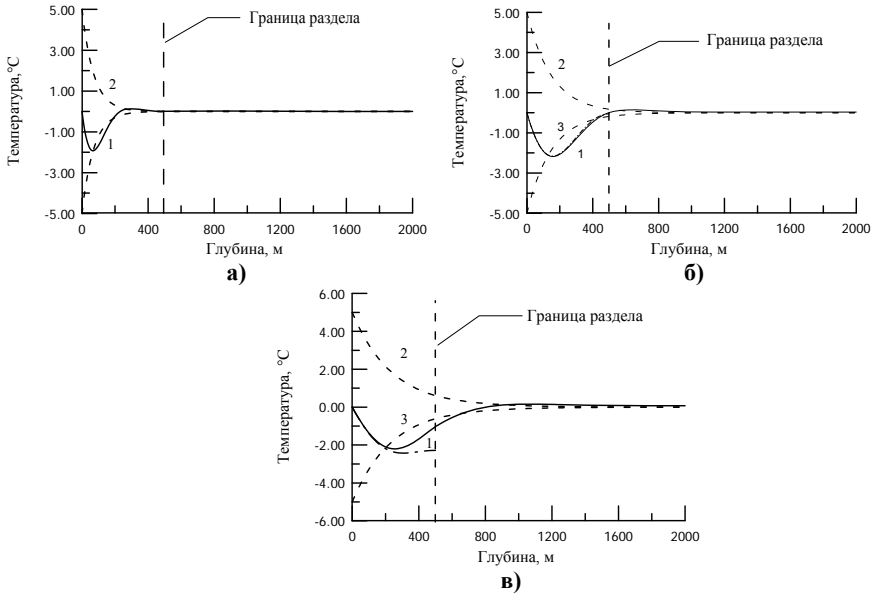 5.00
3.00
1.00
-1.00
-3.00
-5.00
Температура,°C
Граница раздела
2
1
0 400 800 1200 1600 2000
Глубина, м
а)
5.00
3.00
1.00
-1.00
-3.00
-5.00
Температура, °C
Граница раздела
2
3
1
0 400 800 1200 1600 2000
Глубина, м
б)
6.00
4.00
2.00
0.00
-2.00
-4.00
-6.00
Температура, °C
Граница раздела
2
3
1
0 400 800 1200 1600 2000
Глубина, м
в)